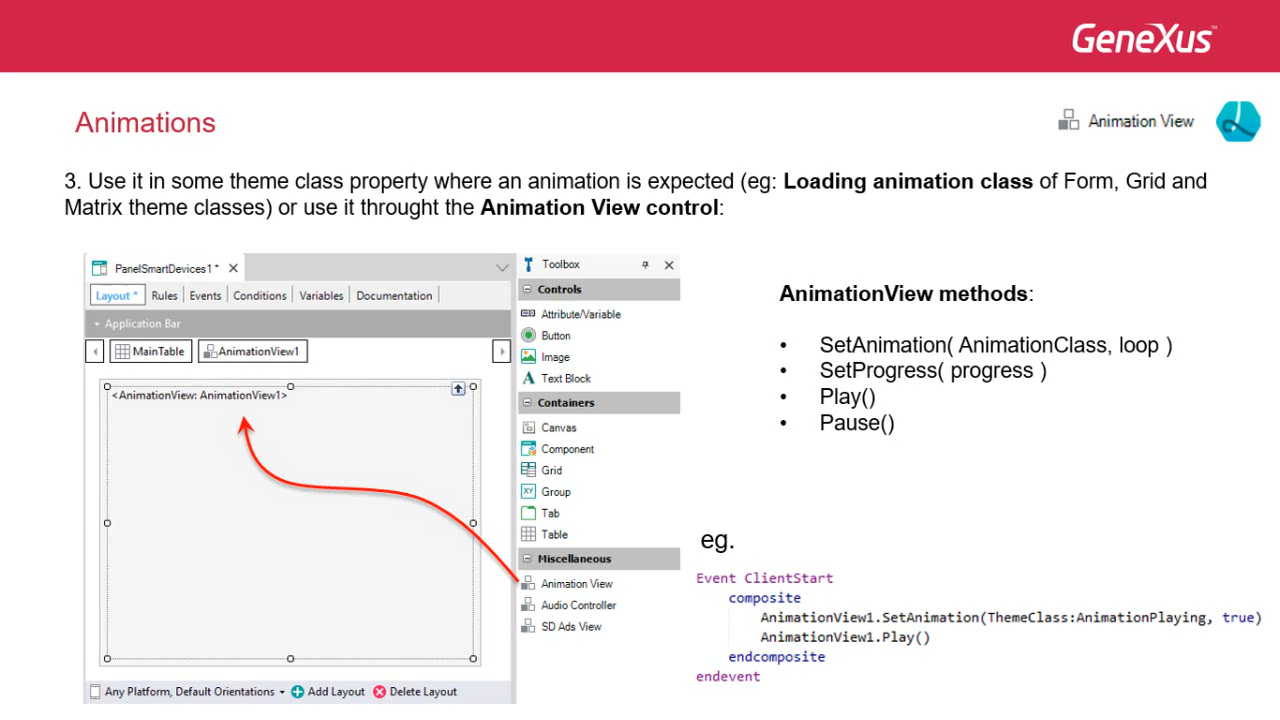 GeneXus™
Animations
Animation View
3. Use it in some theme class property where an animation is expected (eg: Loading animation class of Form, Grid and
Matrix theme classes) or use it throught the Animation View control:
PanelSmartDevices1 *
Layout * Rules Events Conditions Variables Documentation
Application Bar
MainTable AnimationView1
<AnimationView: AnimationView1>
Any Platform, Default Orientations Add Layout Delete Layout
Toolbox
Controls
Attribute/Variable
Button
Image
Text Block
Containers
Canvas
Component
Grid
Group
Tab
Table
Miscellaneous
Animation View
Audio Controller
SD Ads View
AnimationView methods:
• SetAnimation( AnimationClass, loop )
• SetProgress( progress )
• Play()
• Pause()
eg.
Event ClientStart
composite
AnimationView1.SetAnimation(ThemeClass:AnimationPlaying, true)
AnimationView1.Play()
endcomposite
endevent